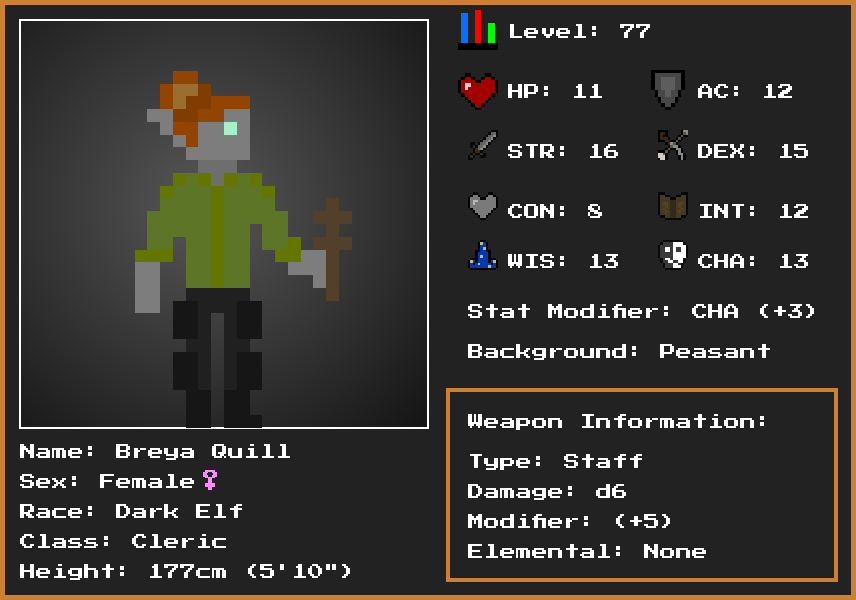 Level: 77
HP: 11 AC: 12
STR: 16 DEX: 15
CON: 8 INT: 12
WIS: 13 CHA: 13
Stat Modifier: CHA (+3)
Background: Peasant
Weapon Information:
Type: Staff
Damage: d6
Modifier: (+5)
Elemental: None
Name: Breya Quill
Sex: Female♀
Race: Dark Elf
Class: Cleric
Height: 177cm (5'10")